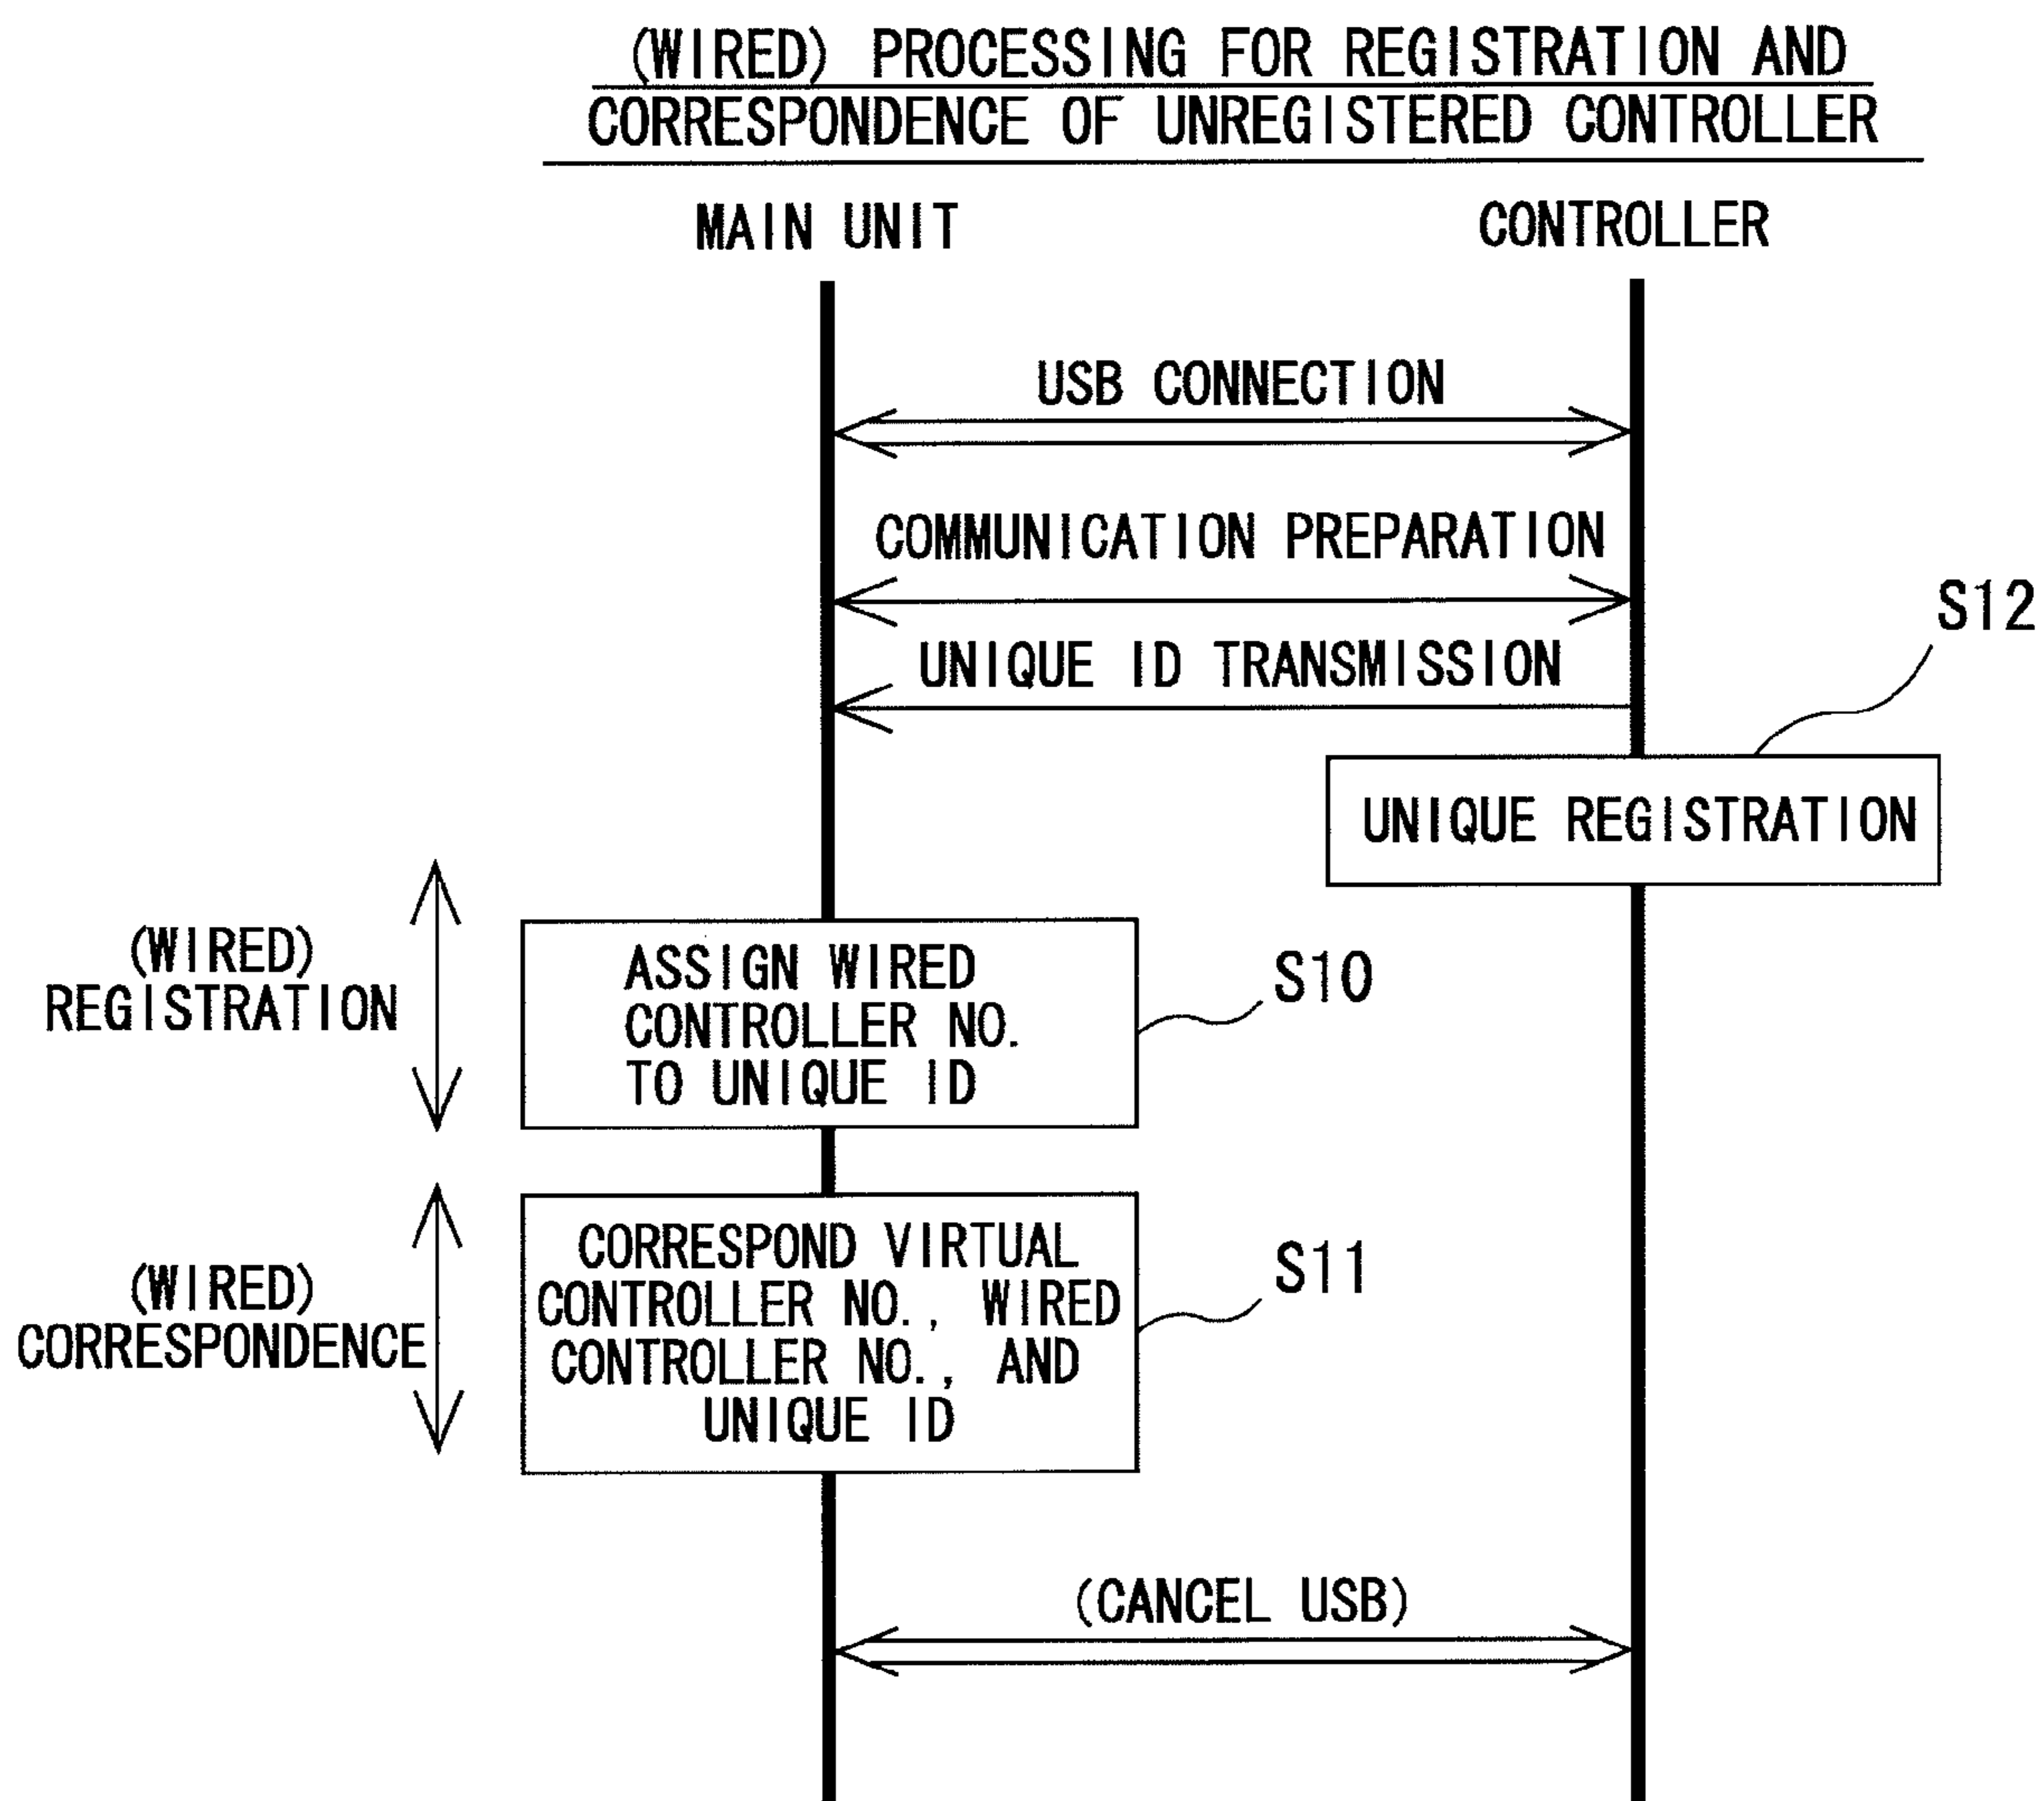 (WIRED) PROCESSING FOR REGISTRATION AND
CORRESPONDENCE OF UNREGISTERED CONTROLLER
MAIN UNIT
CONTROLLER
USB CONNECTION
COMMUNICATION PREPARATION
S12
UNIQUE ID TRANSMISSION
UNIQUE REGISTRATION
(WIRED)
REGISTRATION
ASSIGN WIRED
CONTROLLER NO.
TO UNIQUE ID
S10
(WIRED)
CORRESPONDENCE
CORRESPOND VIRTUAL
CONTROLLER NO., WIRED
CONTROLLER NO., AND
UNIQUE ID
S11
(CANCEL USB)